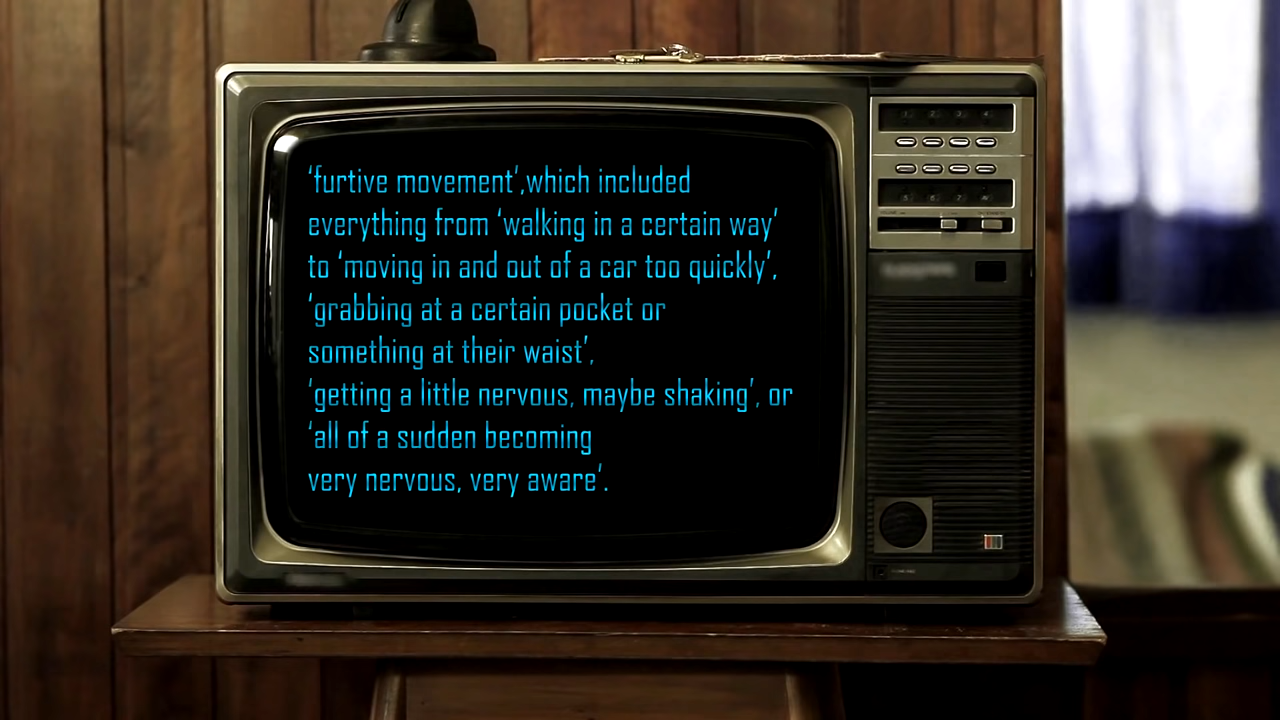 ‘furtive movement’,which included
everything from ‘walking in a certain way’
to ‘moving in and out of a car too quickly’,
‘grabbing at a certain pocket or
something at their waist’,
‘getting a little nervous, maybe shaking’, or
‘all of a sudden becoming
very nervous, very aware’.